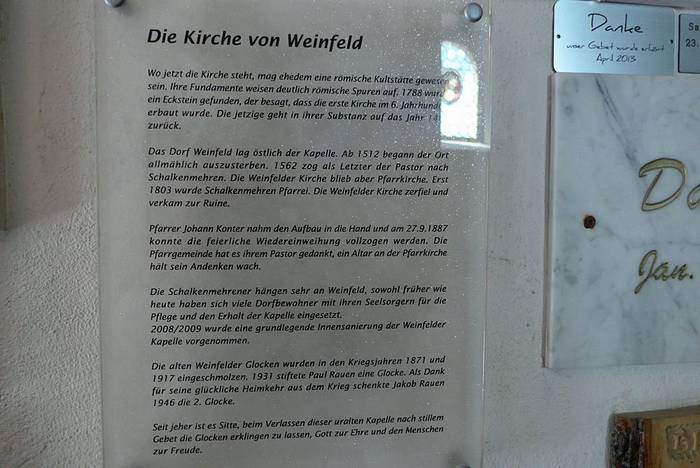 Die Kirche von Weinfeld
Wo jetzt die Kirche steht, mag ehedem eine römische Kultstätte gewesen
sein. Ihre Fundamente weisen deutlich römische Spuren auf. 1788 wurde
ein Eckstein gefunden, der besagt, dass die erste Kirche im 6. Jahrhundert
erbaut wurde. Die jetzige geht in ihrer Substanz auf das Jahr
zurück.
Das Dorf Weinfeld lag östlich der Kapelle. Ab 1512 begann der Ort
allmählich auszusterben. 1562 zog als Letzter der Pastor nach
Schalkenmehren. Die Weinfelder Kirche blieb aber Pfarrkirche. Erst
1803 wurde Schalkenmehren Pfarrei. Die Weinfelder Kirche zerfiel und
verkam zur Ruine.
Pfarrer Johann Konter nahm den Aufbau in die Hand und am 27.9.1887
konnte die feierliche Wiedereinweihung vollzogen werden. Die
Pfarrgemeinde hat es ihrem Pastor gedankt, ein Altar an der Pfarrkirche
hält sein Andenken wach.
Die Schalkenmehrener hängen sehr an Weinfeld, sowohl früher wie
heute haben sich viele Dorfbewohner mit ihren Seelsorgern für die
Pflege und den Erhalt der Kapelle eingesetzt.
2008/2009 wurde eine grundlegende Innensanierung der Weinfelder
Kapelle vorgenommen.
Die alten Weinfelder Glocken wurden in den Kriegsjahren 1871 und
1917 eingeschmolzen. 1931 stiftete Paul Rauen eine Glocke. Als Dank
für seine glückliche Heimkehr aus dem Krieg schenkte Jakob Rauen
1946 die 2. Glocke.
Seit jeher ist es Sitte, beim Verlassen dieser uralten Kapelle nach stillem
Gebet die Glocken erklingen zu lassen, Gott zur Ehre und den Menschen
zur Freude.
Danke
unser Gebet wurde erhört
April 2013
Sa
23.
Da
Jan.